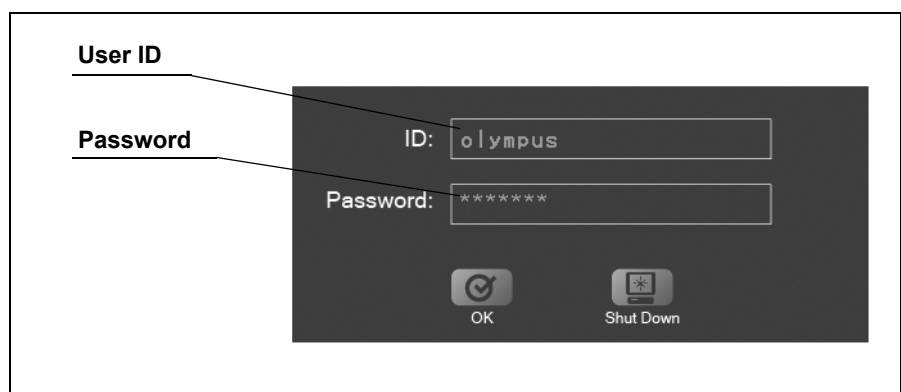 User ID
ID: olympus
Password
Password: *******
OK Shut Down